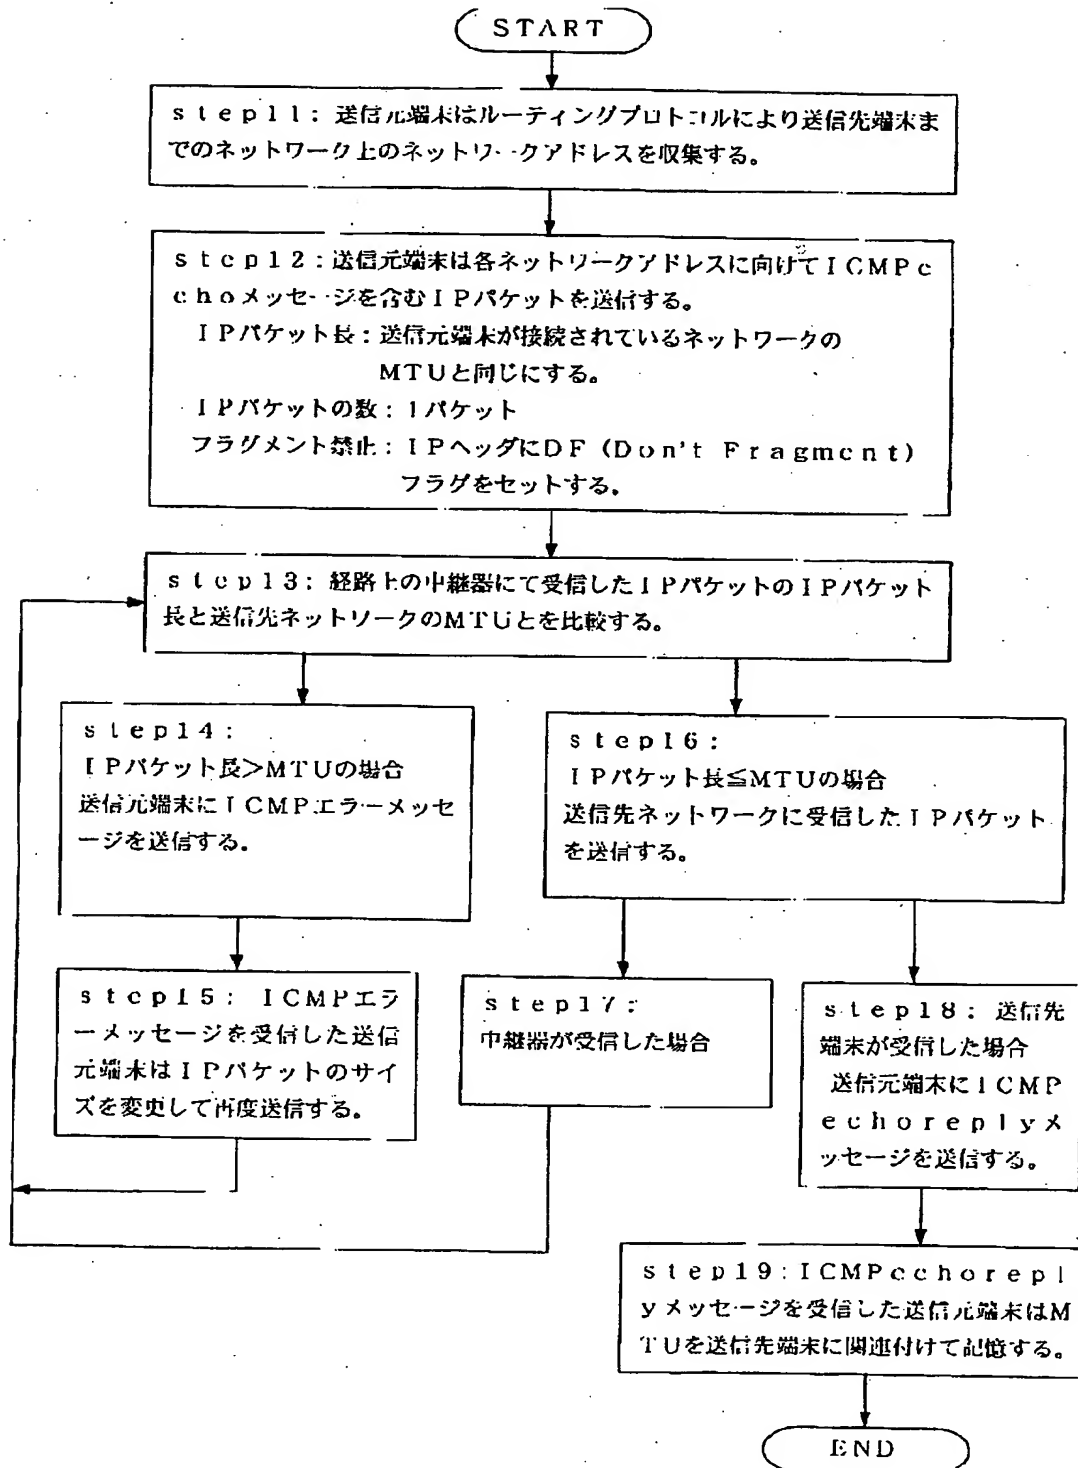 START
step11：送信元端末はルーティングプロトコルにより送信先端末ま
でのネットワーク上のネットワークアドレスを収集する。
step12：送信元端末は各ネットワークアドレスに向けてICMPe
choメッセージを含むIPパケットを送信する。
IPパケット長：送信元端末が接続されているネットワークの
MTUと同じにする。
IPパケットの数：1パケット
フラグメント禁止：IPヘッダにDF（Don't Fragment）
フラグをセットする。
step13：経路上の中継器にて受信したIPパケットのIPパケット
長と送信先ネットワークのMTUとを比較する。
step14：
IPパケット長＞MTUの場合
送信元端末にICMPエラーメッセ
ージを送信する。
step16：
IPパケット長≦MTUの場合
送信先ネットワークに受信したIPパケット
を送信する。
step15：ICMPエラ
ーメッセージを受信した送信
元端末はIPパケットのサイ
ズを変更して再度送信する。
step17：
中継器が受信した場合
step18：送信先
端末が受信した場合
送信元端末にICMP
echoreplyメ
ッセージを送信する。
step19：ICMPechorepl
yメッセージを受信した送信元端末はM
TUを送信先端末に関連付けて記憶する。
END